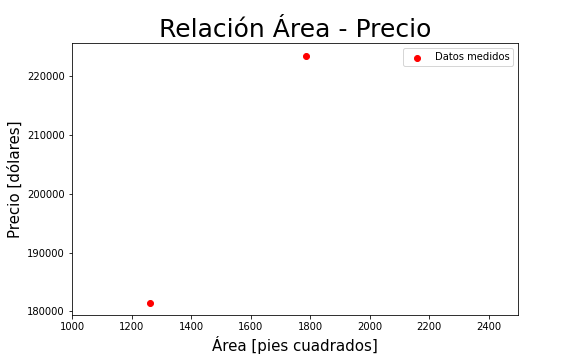 Relación Área - Precio
Datos medidos
Precio [dólares]
220000
210000
200000
190000
180000
1000 1200 1400 1600 1800 2000 2200 2400
Área [pies cuadrados]